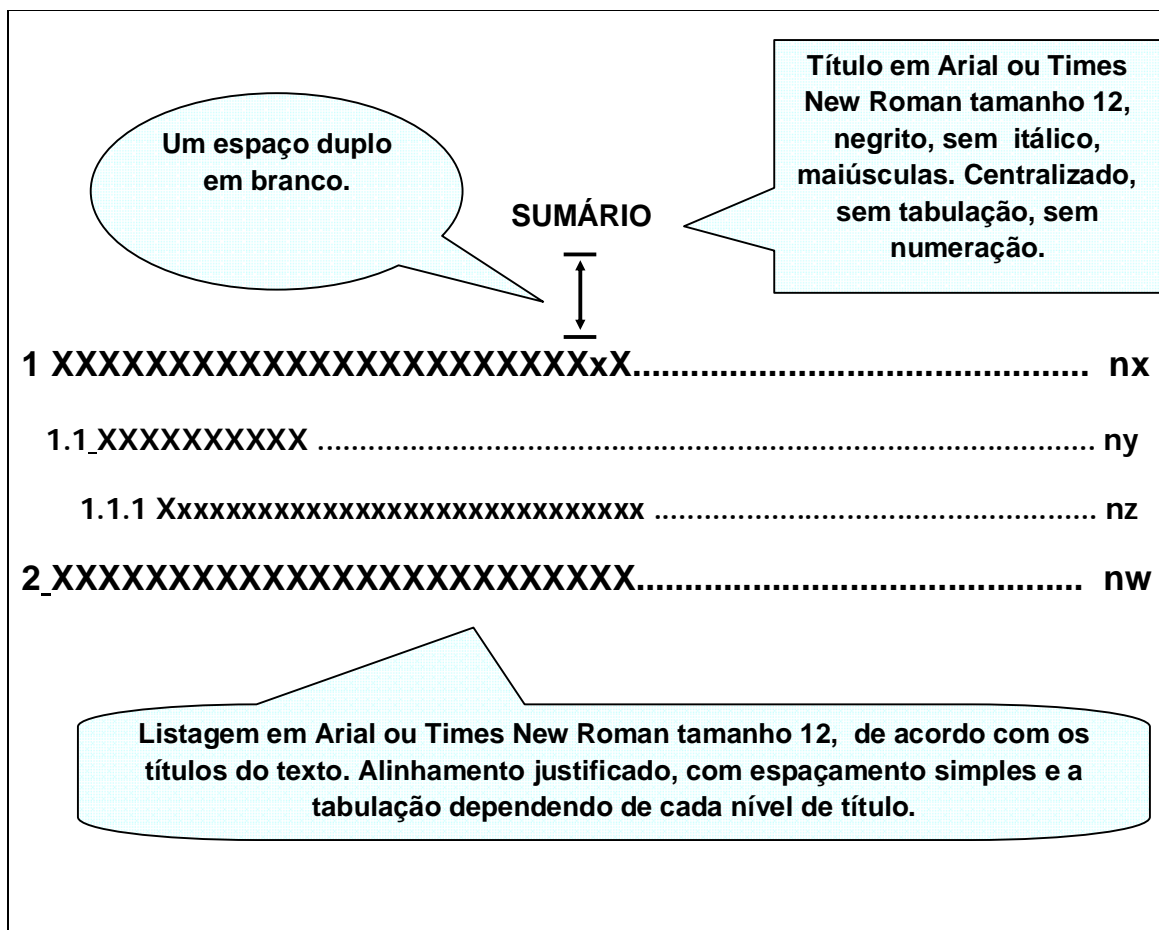 Título em Arial ou Times
New Roman tamanho 12,
negrito, sem itálico,
maiúsculas. Centralizado,
sem tabulação, sem
numeração.
Um espaço duplo
em branco.
SUMÁRIO
1 XXXXXXXXXXXXXXXXXXXXXXXxX............................................... nx
1.1 XXXXXXXXXX ........................................................................................ ny
1.1.1 Xxxxxxxxxxxxxxxxxxxxxxxxxxxxxx ................................................... nz
2 XXXXXXXXXXXXXXXXXXXXXXXXX.............................................. nw
Listagem em Arial ou Times New Roman tamanho 12, de acordo com os
títulos do texto. Alinhamento justificado, com espaçamento simples e a
tabulação dependendo de cada nível de título.